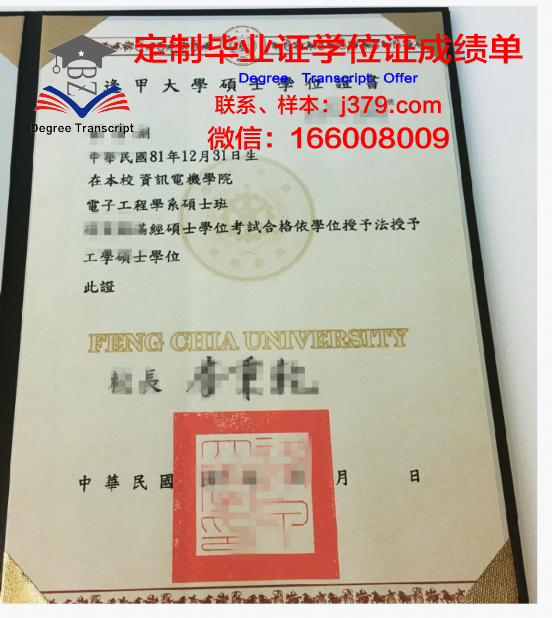 定制毕业证学位证成绩单
Degree, Transcript, Offer
逢甲大學碩士學位證書
联系、样本：j379.com
微信：166008009
BZ
Degree Transcript
中華民國81年12月31日生
在本校 資訊電機學院
電子工程學系碩士班
滿經碩士學位考試合格依學位授予法授予
工學碩士學位
此證
FENG CHIA UNIVERSITY
校長
中華民國 月 日